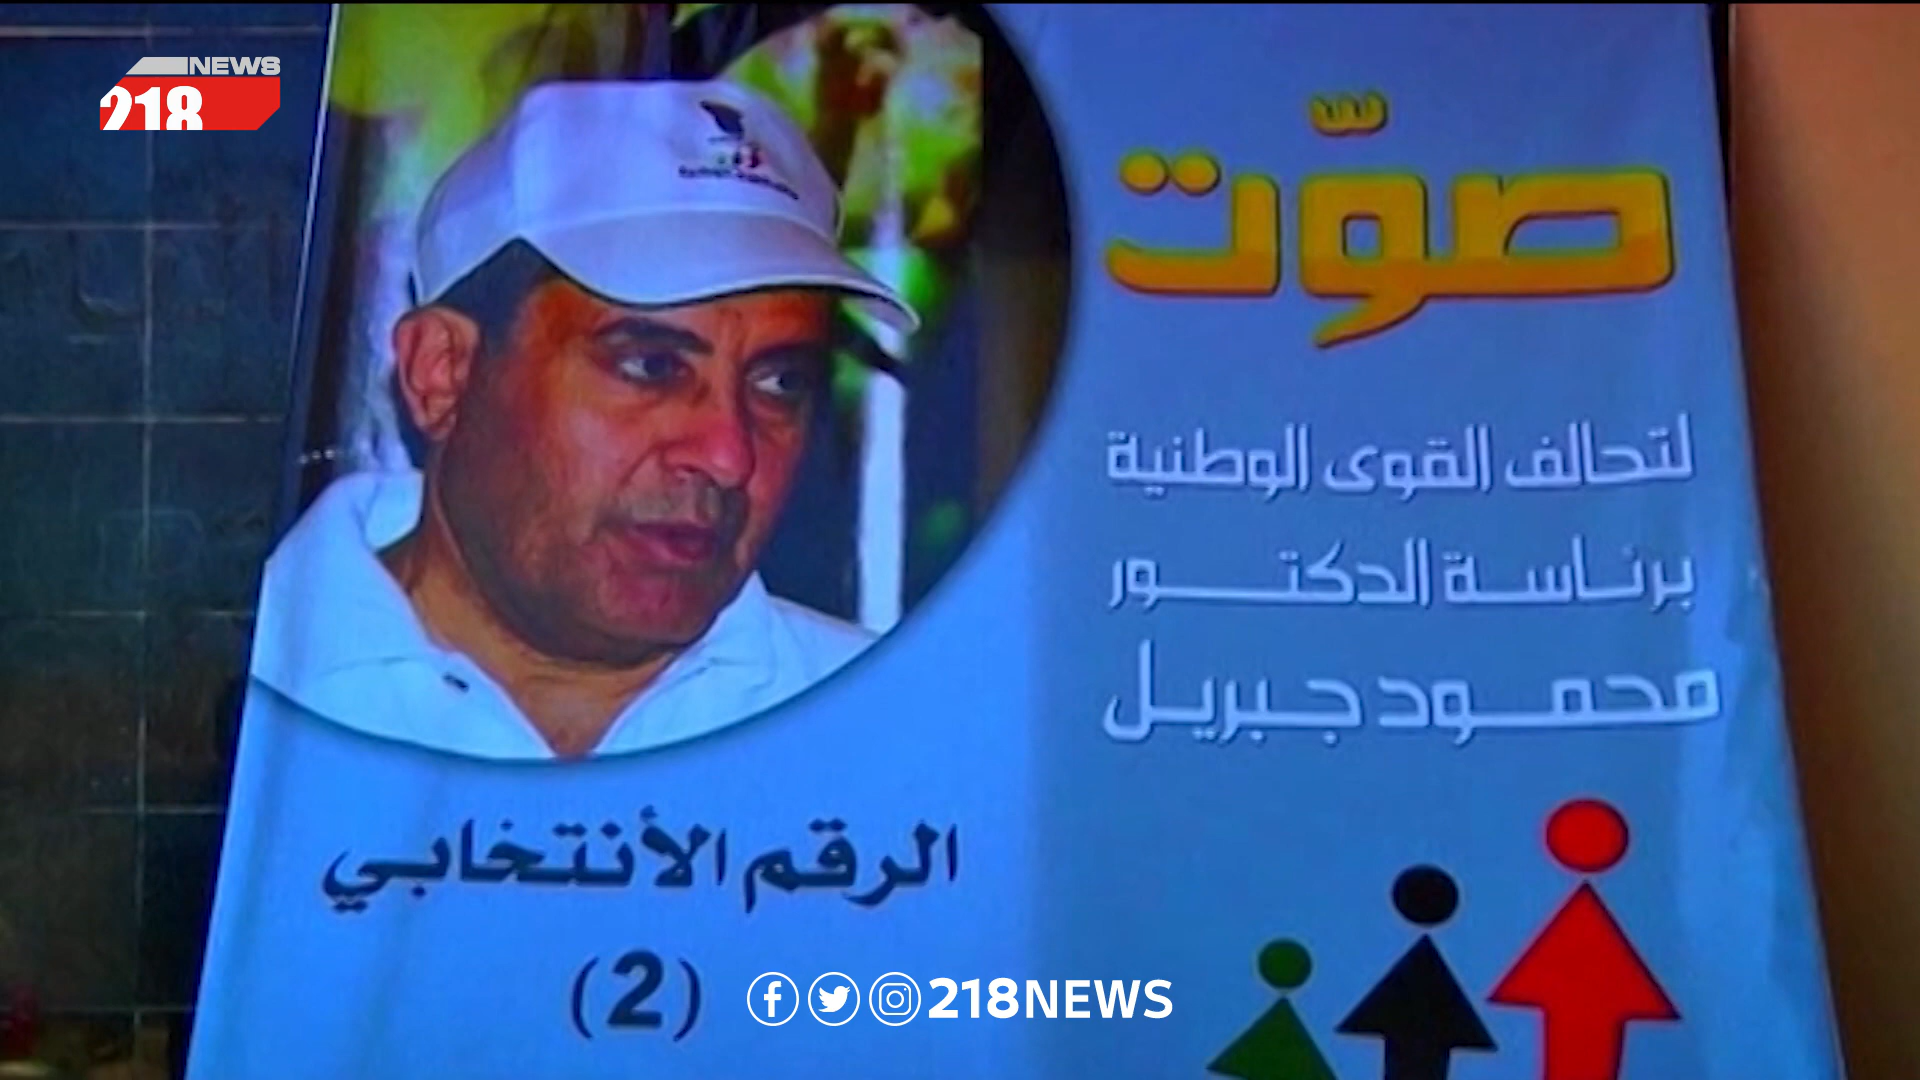 NEWS
218
صوّت
لتحالف القوى الوطنية
برئاسة الدكتور
محمود جبريل
الرقم الأنتخابي
(2)
218NEWS